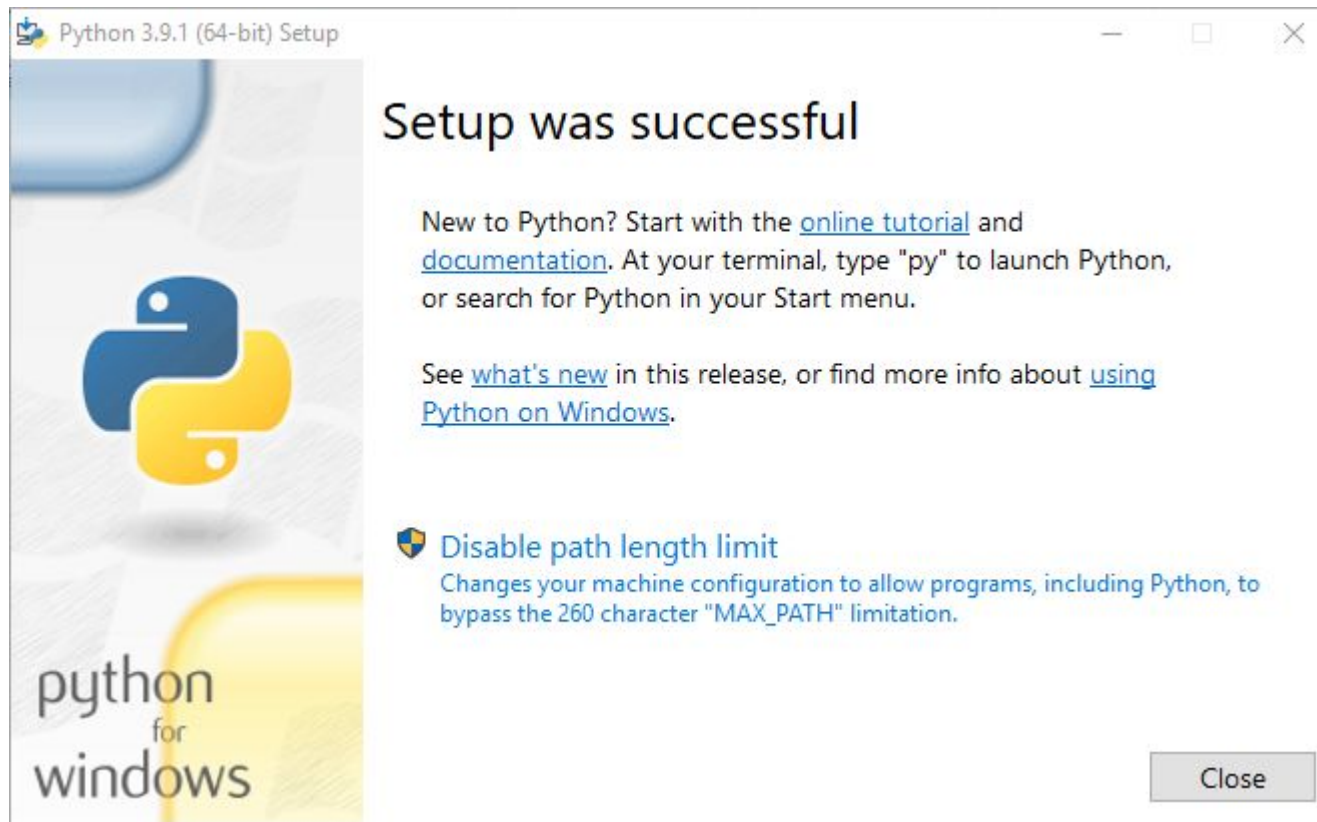 Python 3.9.1 (64-bit) Setup
Setup was successful
New to Python? Start with the online tutorial and
documentation. At your terminal, type "py" to launch Python,
or search for Python in your Start menu.
See what's new in this release, or find more info about using
Python on Windows.
Disable path length limit
Changes your machine configuration to allow programs, including Python, to
bypass the 260 character "MAX_PATH" limitation.
python
for
windows
Close